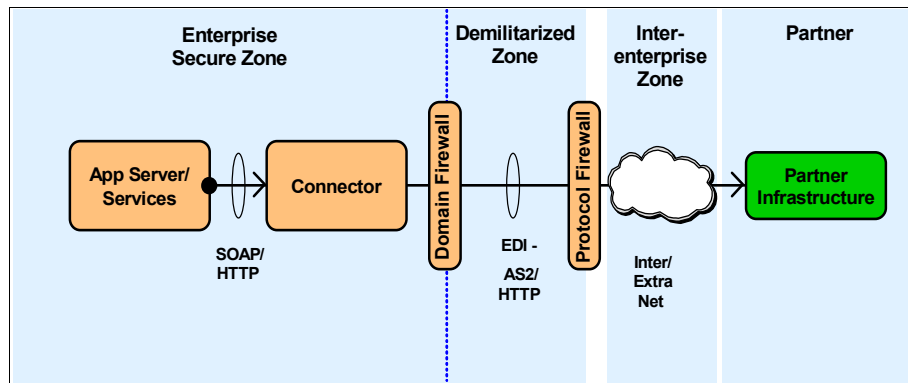 Enterprise
Secure Zone
Demilitarized
Zone
Inter-
enterprise
Zone
Partner
App Server/
Services
SOAP/
HTTP
Connector
Domain Firewall
EDI -
AS2/
HTTP
Protocol Firewall
Inter/
Extra
Net
Partner
Infrastructure